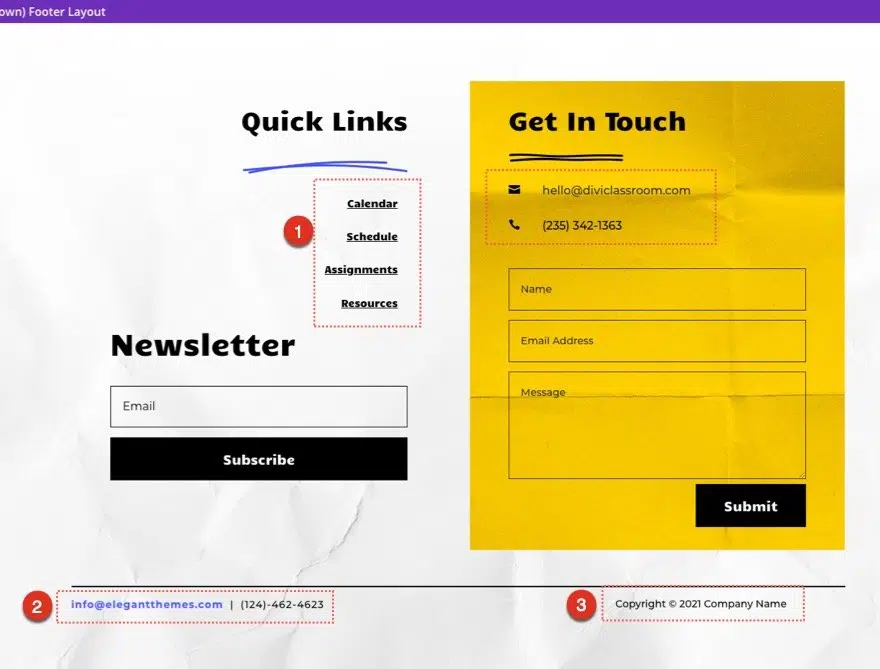 own) Footer Layout
Quick Links
1
Calendar
Schedule
Assignments
Resources
Newsletter
Email
Subscribe
Get In Touch
hello@diviclassroom.com
(235) 342-1363
Name
Email Address
Message
Submit
2
info@elegantthemes.com | (124)-462-4623
3
Copyright © 2021 Company Name